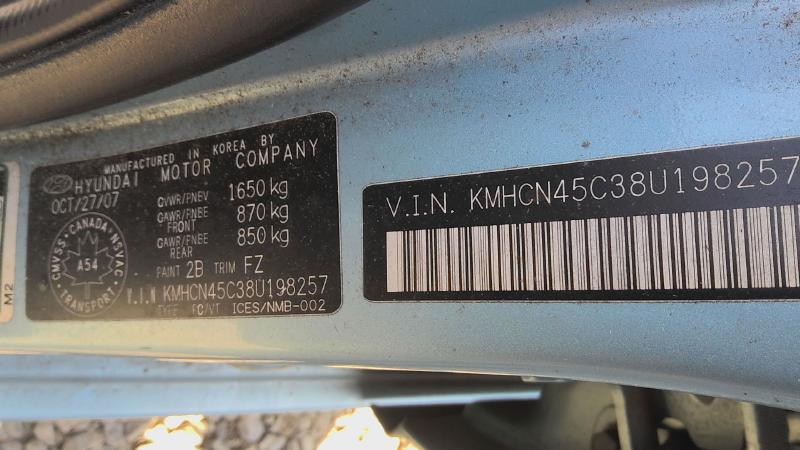 MANUFACTURED IN KOREA BY
HYUNDAI MOTOR COMPANY
OCT/27/07
GVWR/PNBV 1650 kg
GAWR/PNBE FRONT 870 kg
GAWR/PNBE REAR 850 kg
PAINT 2B TRIM FZ
V.I.N KMHCN45C38U198257
TYPE ICES/NMB-002
CANADA
CMVSS NSVAC
A54
TRANSPORT
M2
V.I.N. KMHCN45C38U198257